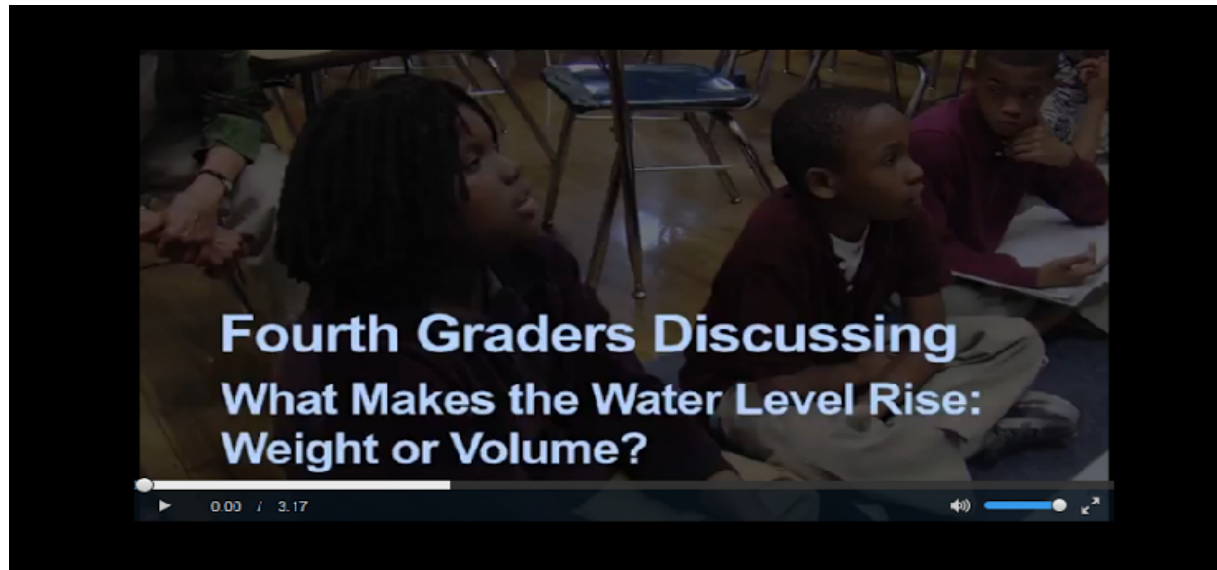 Fourth Graders Discussing
What Makes the Water Level Rise:
Weight or Volume?
0.00 / 3.17